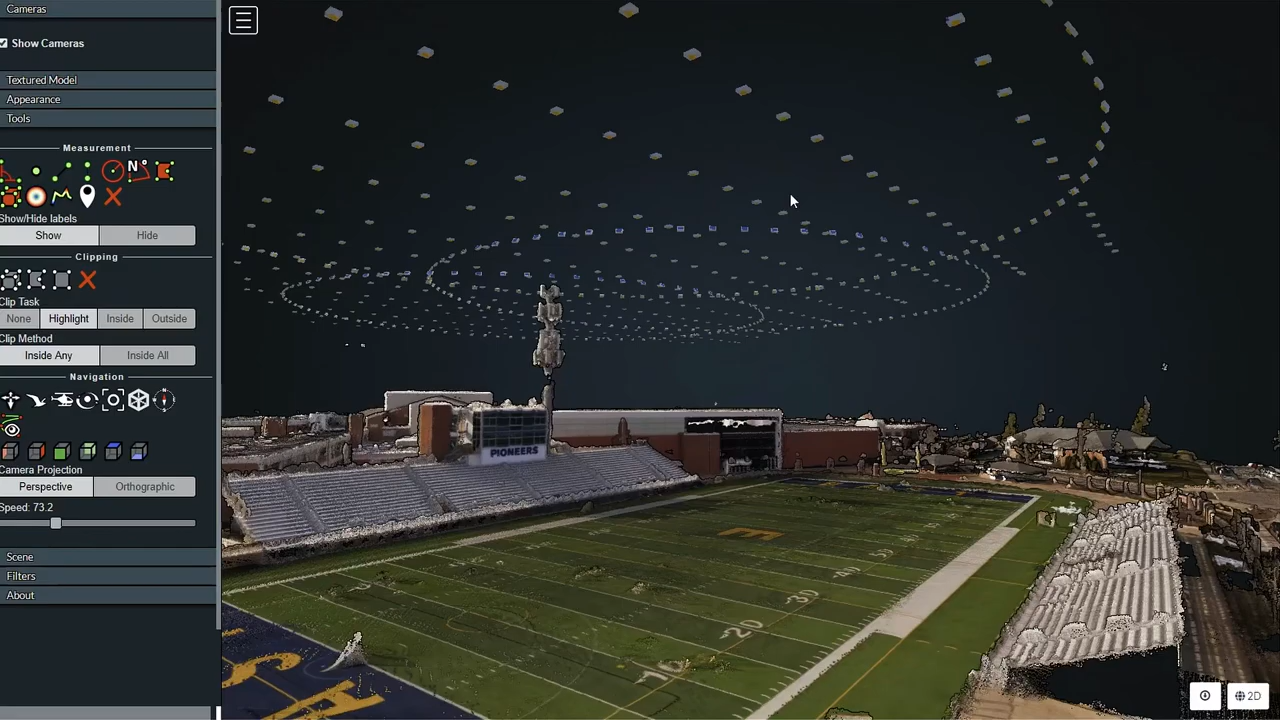 Cameras
Show Cameras
Textured Model
Appearance
Tools
Measurement
N°
Show/Hide labels
Show Hide
Clipping
Clip Task
None Highlight Inside Outside
Clip Method
Inside Any Inside All
Navigation
N
Camera Projection
Perspective Orthographic
Speed: 73.2
Scene
Filters
About
PIONEERS
E
40
30
20
2D